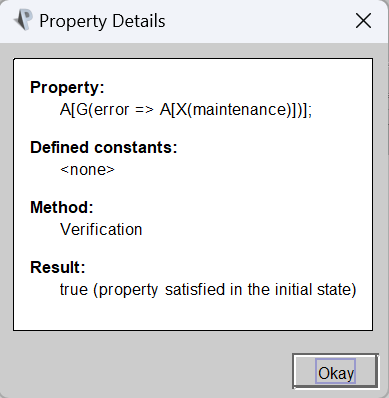 Property Details
Property:
A[G(error => A[X(maintenance)])];
Defined constants:
<none>
Method:
Verification
Result:
true (property satisfied in the initial state)
Okay